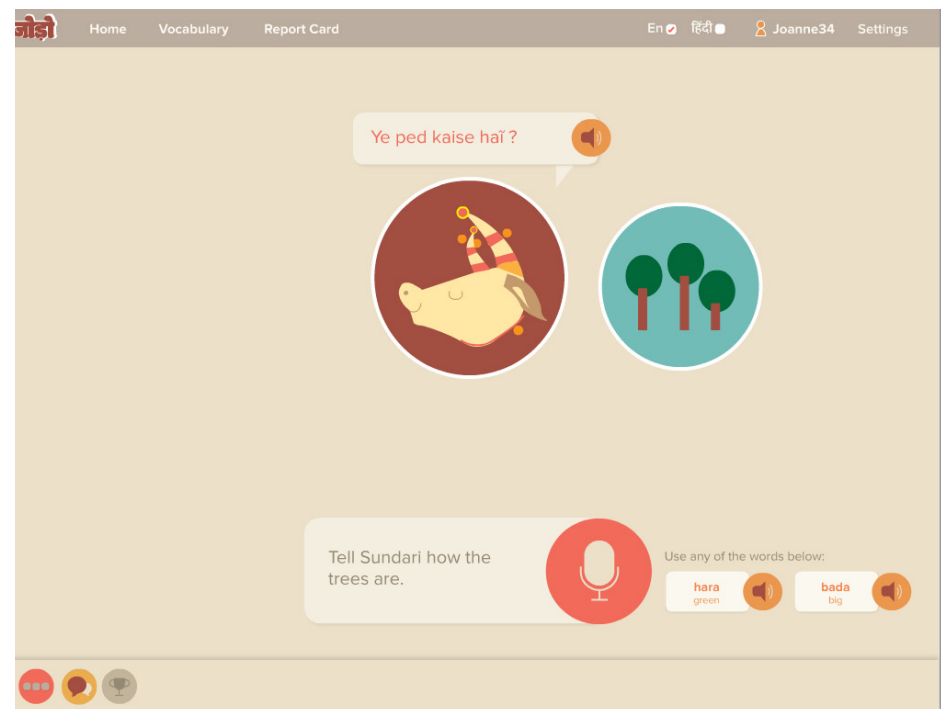 जोड़ो Home Vocabulary Report Card En हिंदी Joanne34 Settings
Ye ped kaise haĩ ?
Tell Sundari how the
trees are.
Use any of the words below:
hara bada
green big